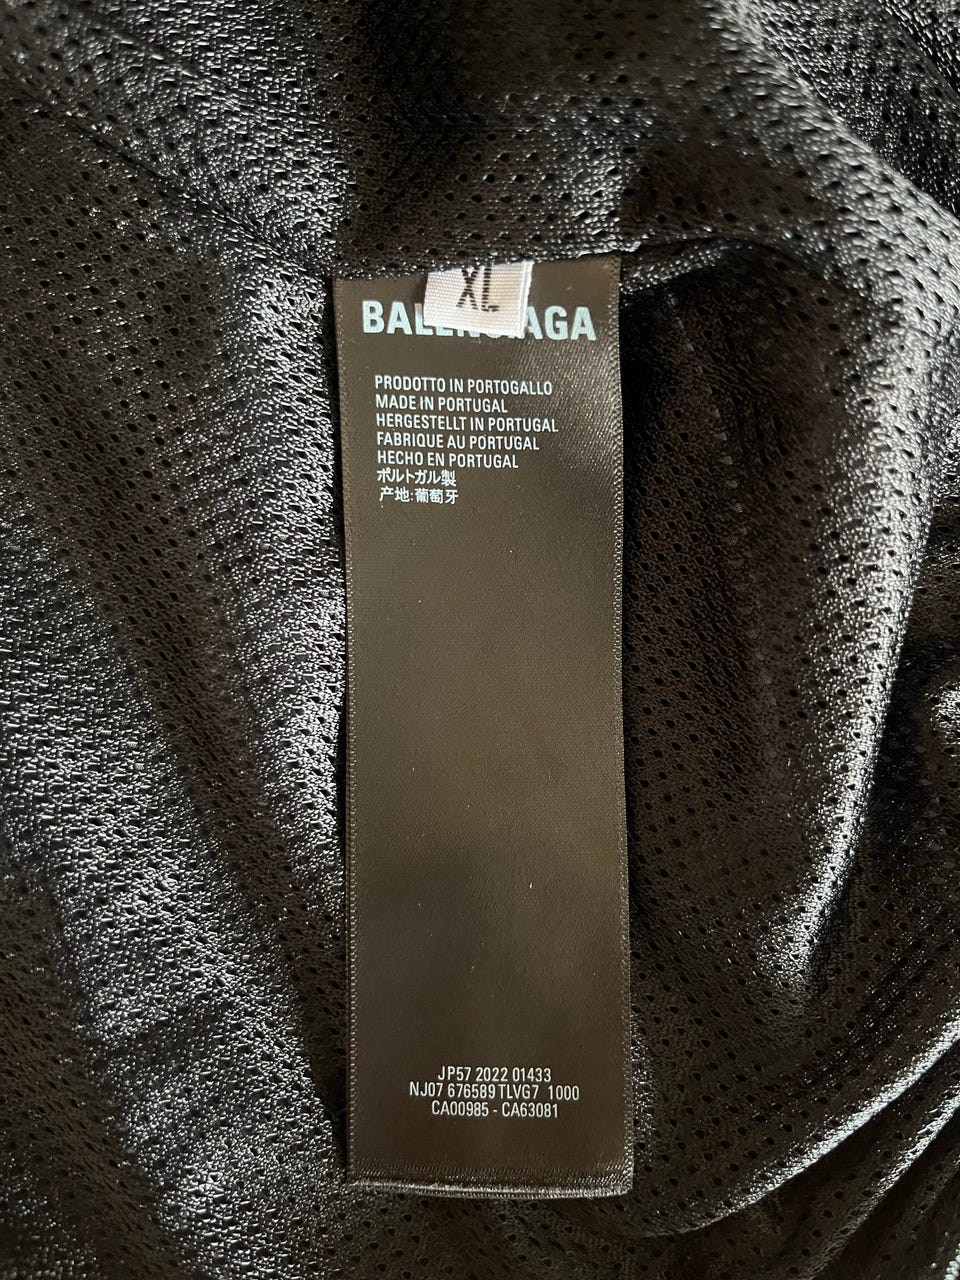 XL
BALENCIAGA
PRODOTTO IN PORTOGALLO
MADE IN PORTUGAL
HERGESTELLT IN PORTUGAL
FABRIQUE AU PORTUGAL
HECHO EN PORTUGAL
ポルトガル製
产地:葡萄牙
JP57 2022 01433
NJ07 676589 TLVG7 1000
CA00985 - CA63081